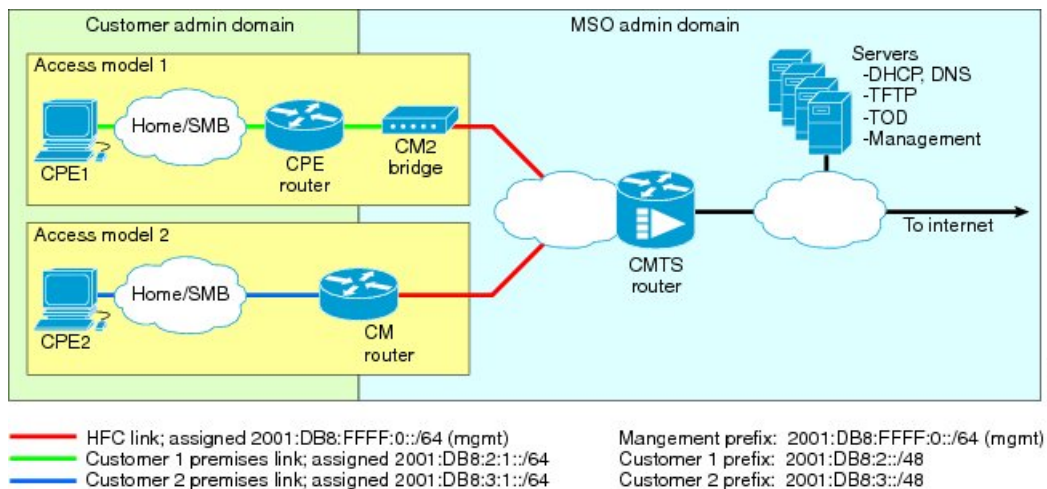 Customer admin domain
MSO admin domain
Access model 1
Servers
-DHCP, DNS
-TFTP
-TOD
-Management
Home/SMB
CPE1
CPE
router
CM2
bridge
To internet
CMTS
router
Access model 2
Home/SMB
CPE2
CM
router
HFC link; assigned 2001:DB8:FFFF:0::/64 (mgmt)
Customer 1 premises link; assigned 2001:DB8:2:1::/64
Customer 2 premises link; assigned 2001:DB8:3:1::/64
Mangement prefix: 2001:DB8:FFFF:0::/64 (mgmt)
Customer 1 prefix: 2001:DB8:2::/48
Customer 2 prefix: 2001:DB8:3::/48